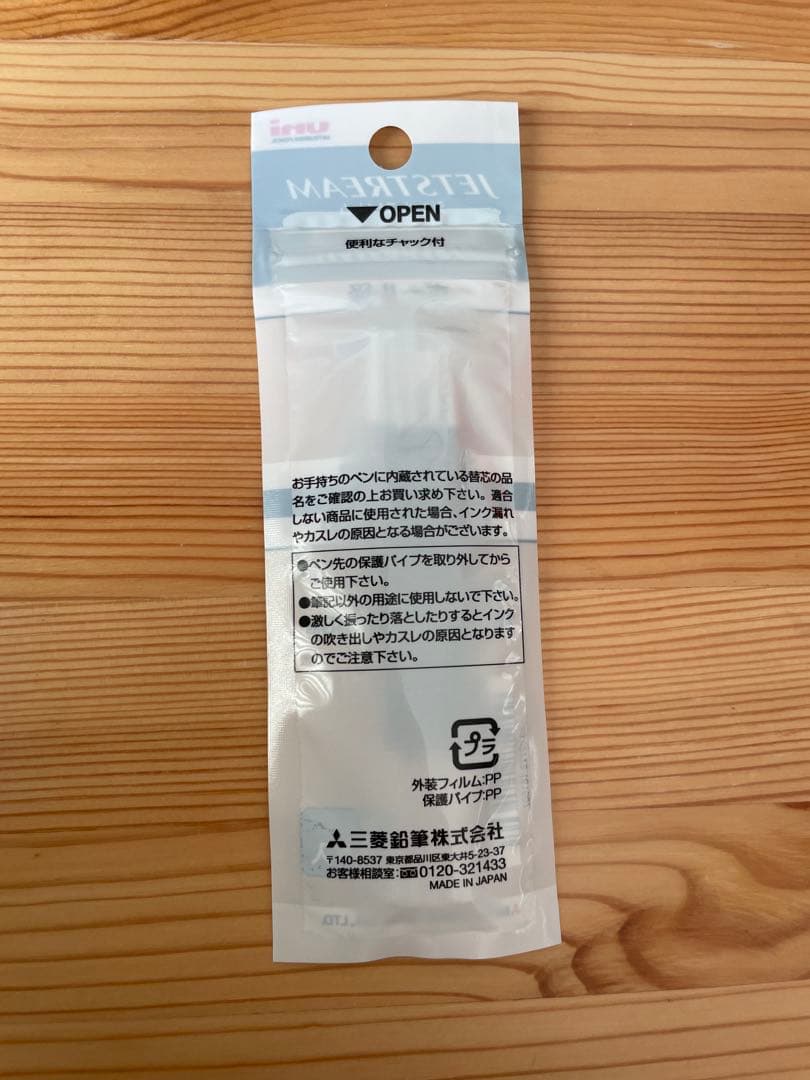 uni
MITSUBISHI PENCIL
JETSTREAM
▼OPEN
便利なチャック付
お手持ちのペンに内蔵されている替芯の品
名をご確認の上お買い求め下さい。適合
しない商品に使用された場合、インク漏れ
やカスレの原因となる場合がございます。
●ペン先の保護パイプを取り外してから
ご使用下さい。
●筆記以外の用途に使用しないで下さい。
●激しく振ったり落としたりするとインク
の吹き出しやカスレの原因となります
のでご注意下さい。
プラ
外装フィルム:PP
保護パイプ:PP
三菱鉛筆株式会社
〒140-8537 東京都品川区東大井5-23-37
お客様相談室:0120-321433
MADE IN JAPAN
LTD.